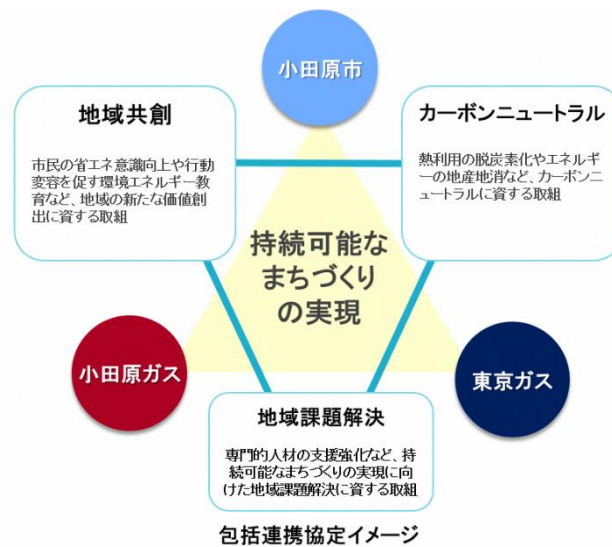 小田原市
地域共創
市民の省エネ意識向上や行動
変容を促す環境エネルギー教
育など、地域の新たな価値創
出に資する取組
カーボンニュートラル
熱利用の脱炭素化やエネルギ
ーの地産地消など、カーボン
ニュートラルに資する取組
持続可能な
まちづくり
の実現
小田原ガス
東京ガス
地域課題解決
専門的人材の支援強化など、持
続可能なまちづくりの実現に向
けた地域課題解決に資する取組
包括連携協定イメージ